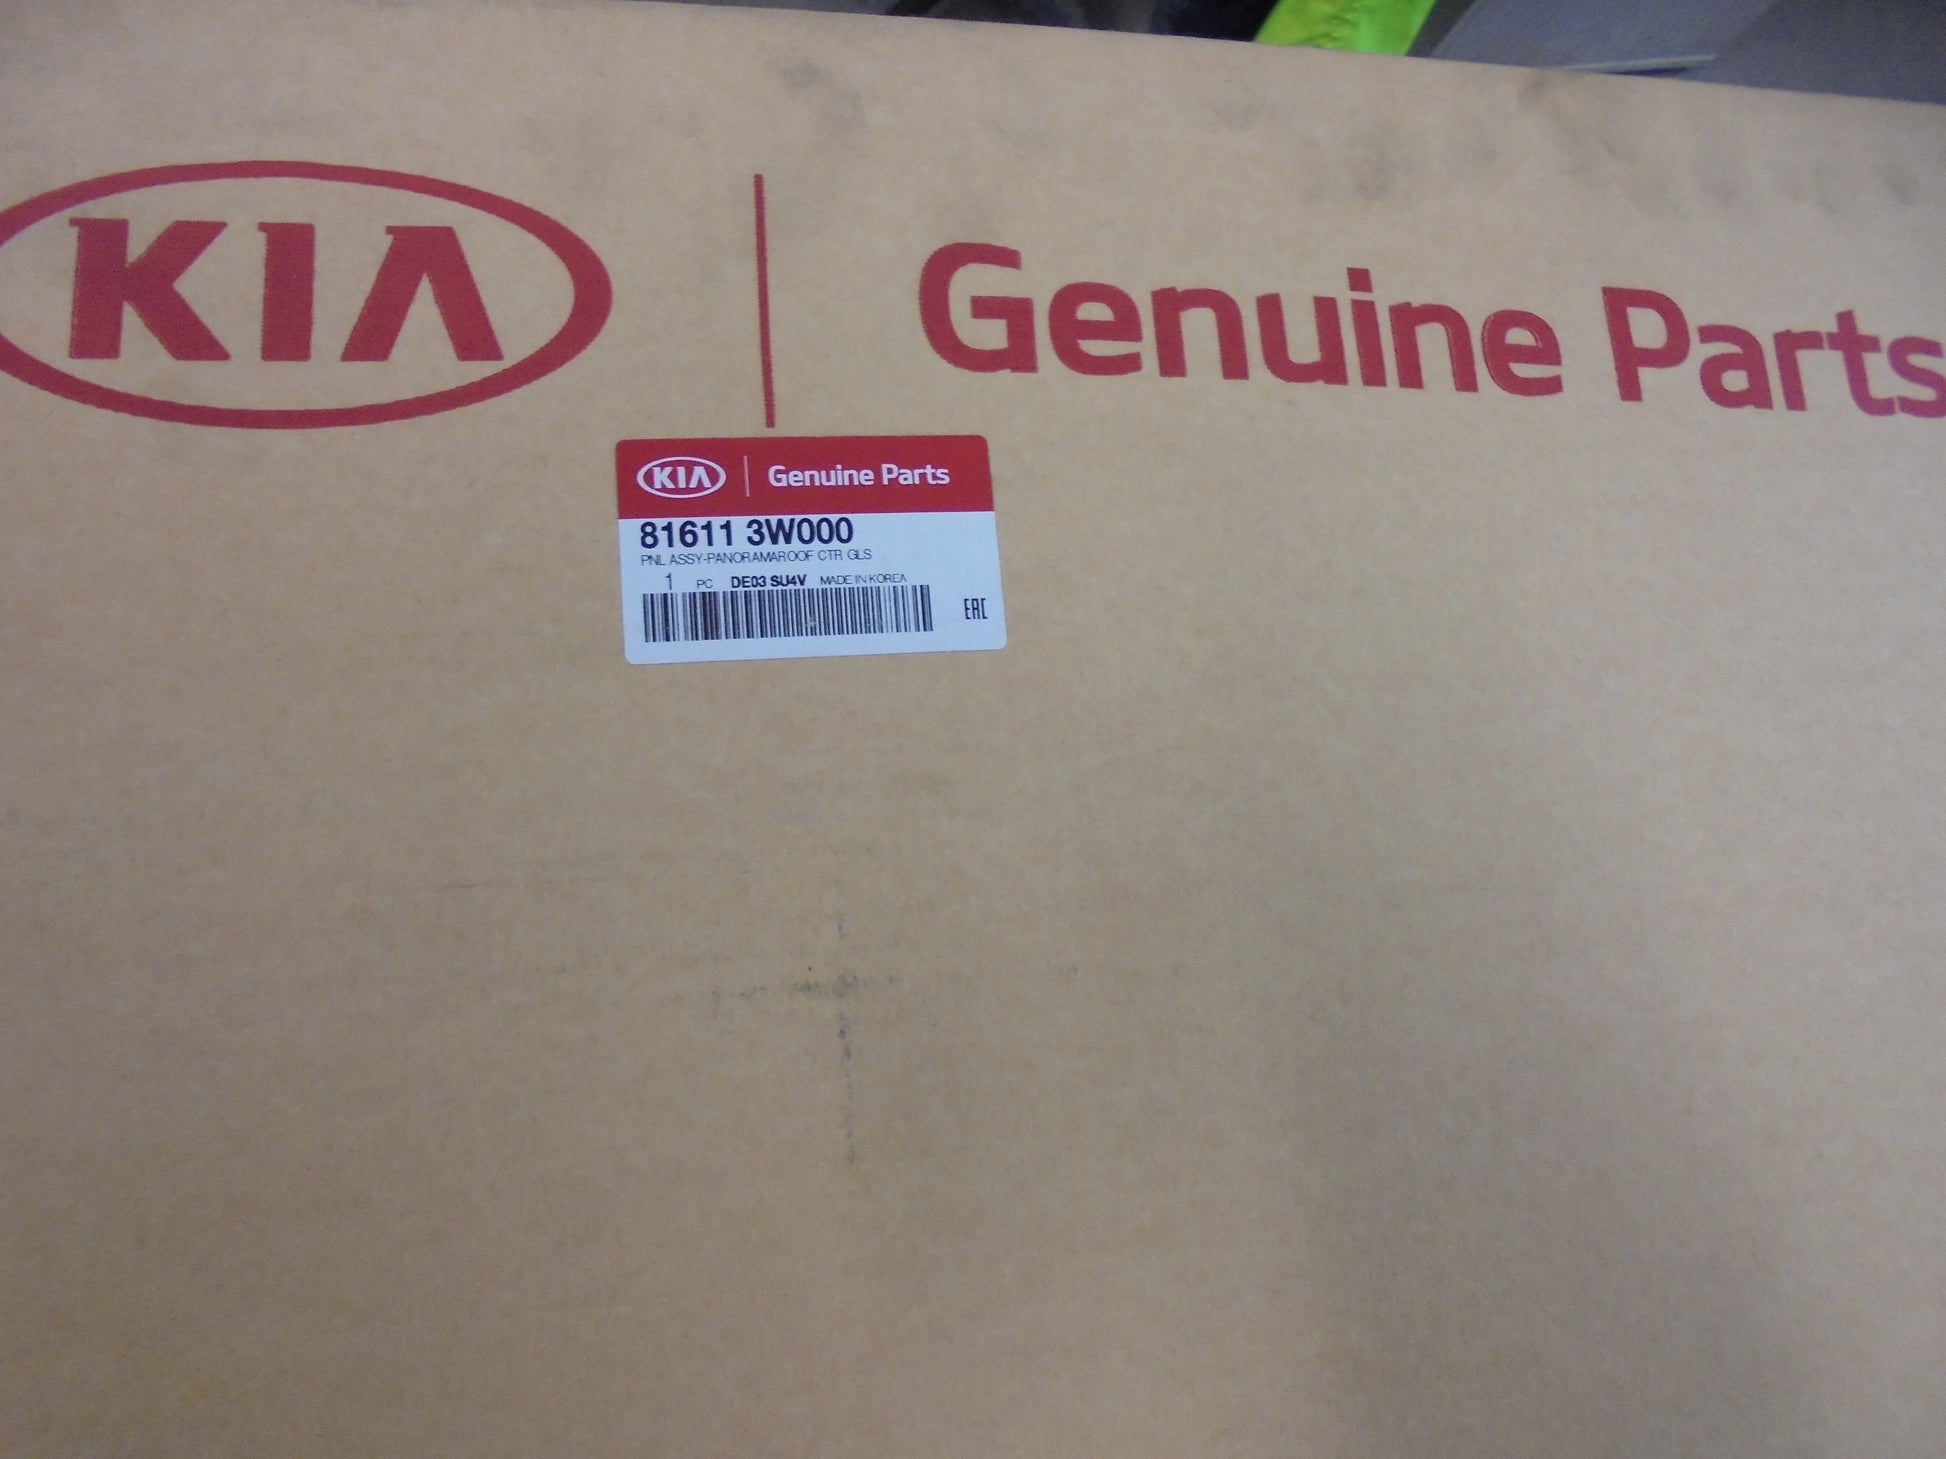 KIA Genuine Parts
KIA Genuine Parts
81611 3W000
PNL ASSY-PANORAMAROOF CTR GLS
1 PC DE03 SU4V MADE IN KOREA
EAC